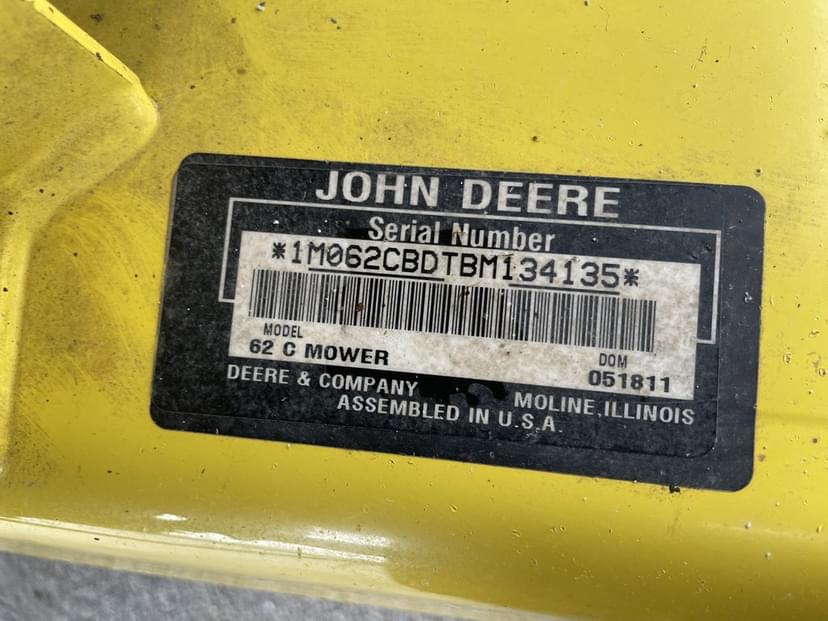 JOHN DEERE
Serial Number
*1M062CBDTBM134135*
MODEL
62 C MOWER
DOM
051811
DEERE & COMPANY
MOLINE, ILLINOIS
ASSEMBLED IN U.S.A.